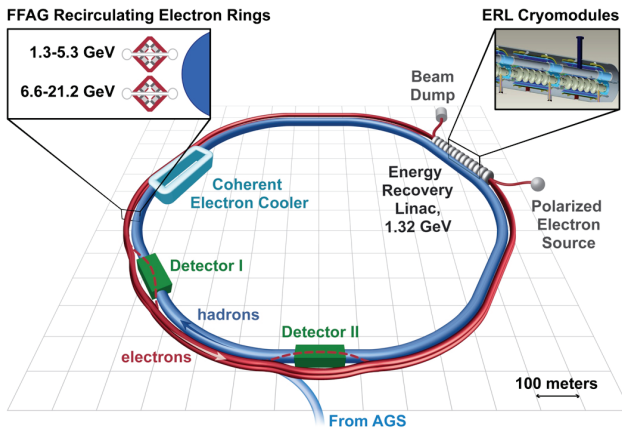 FFAG Recirculating Electron Rings
ERL Cryomodules
1.3-5.3 GeV
6.6-21.2 GeV
Beam
Dump
Energy
Recovery
Linac,
1.32 GeV
Polarized
Electron
Source
Coherent
Electron Cooler
Detector I
hadrons
Detector II
electrons
100 meters
From AGS